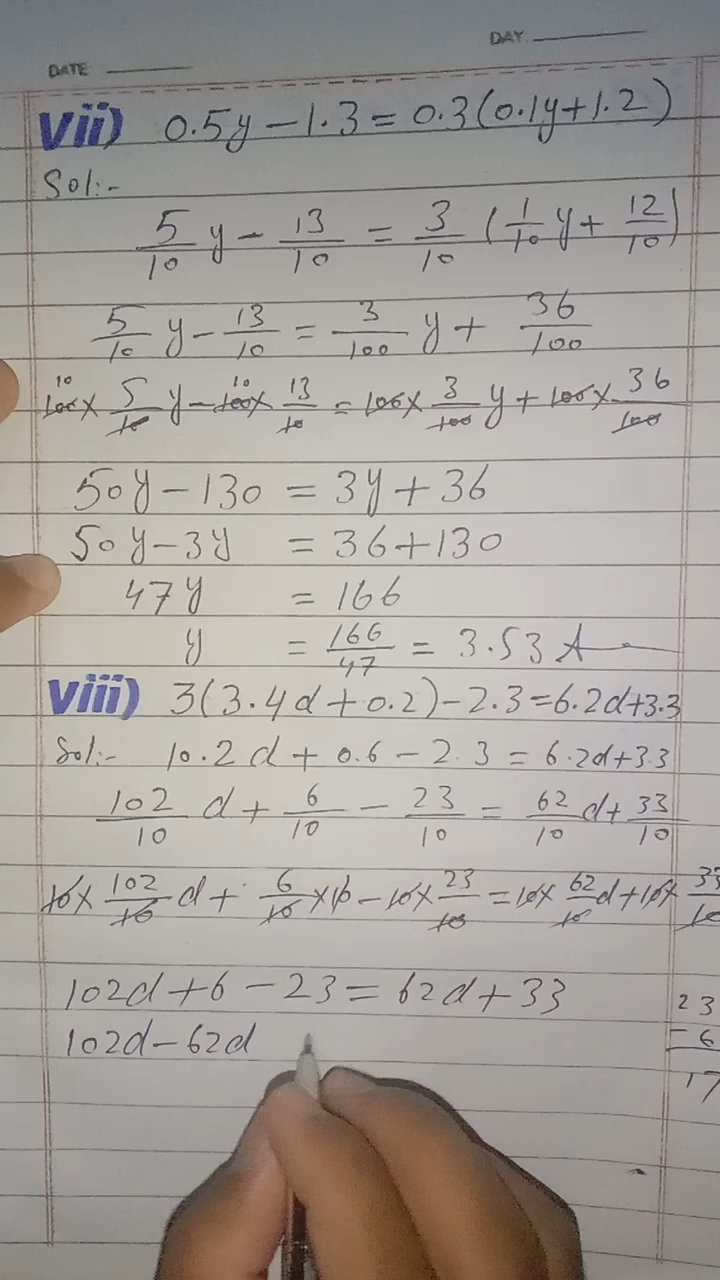 DAY
DATE
Vii) 0.5y - 1.3 = 0.3(0.1y+1.2)
Sol:-
5/10 y - 13/10 = 3/10 (1/10 y + 12/10)
5/10 y - 13/10 = 3/100 y + 36/100
10 10
100 × 5/10 y - 100 × 13/10 = 100 × 3/100 y + 100 × 36/100
50y - 130 = 3y + 36
50y - 3y = 36+130
47y = 166
y = 166/47 = 3.53 A
Viii) 3(3.4d+0.2)-2.3=6.2d+3.3
Sol:- 10.2d + 0.6 - 2.3 = 6.2d+3.3
102/10 d + 6/10 - 23/10 = 62/10 d + 33/10
10 × 102/10 d + 6/10 × 10 - 10 × 23/10 = 10 × 62/10 d + 10 × 33/10
102d+6-23 = 62d+33
102d-62d
23
-6
17